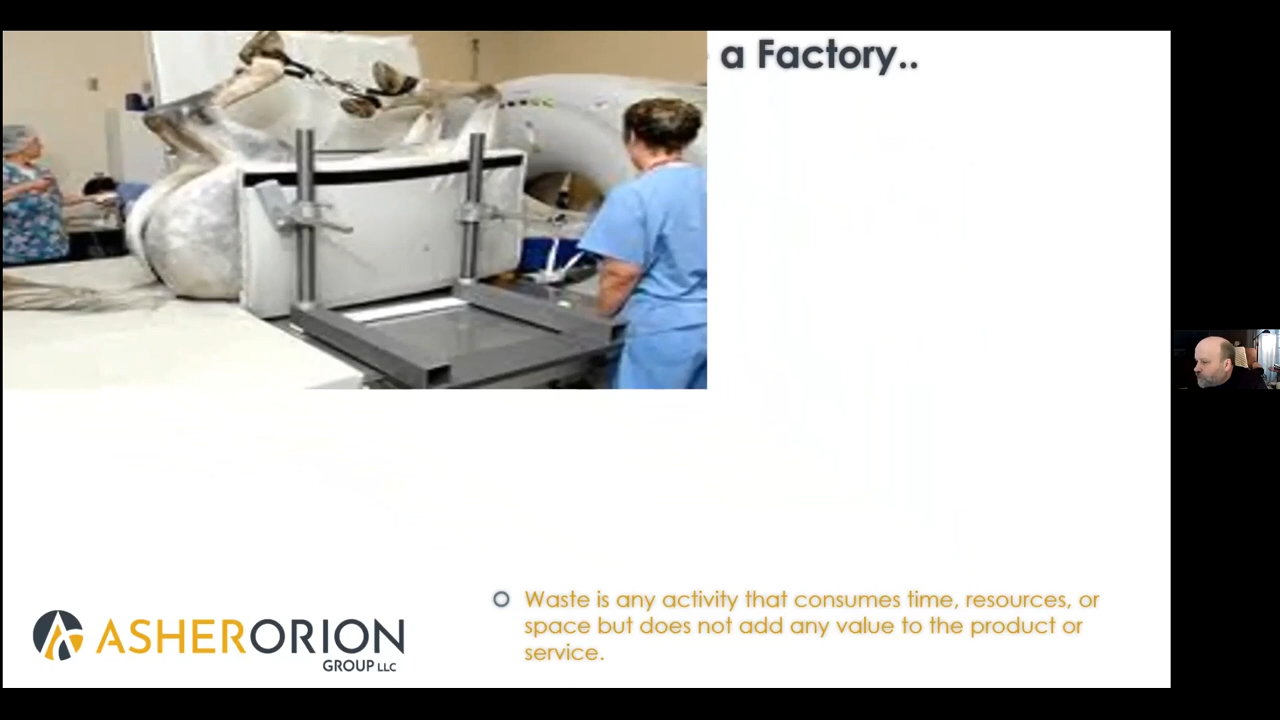 a Factory..
Waste is any activity that consumes time, resources, or
space but does not add any value to the product or
service.
ASHERORION
GROUP LLC